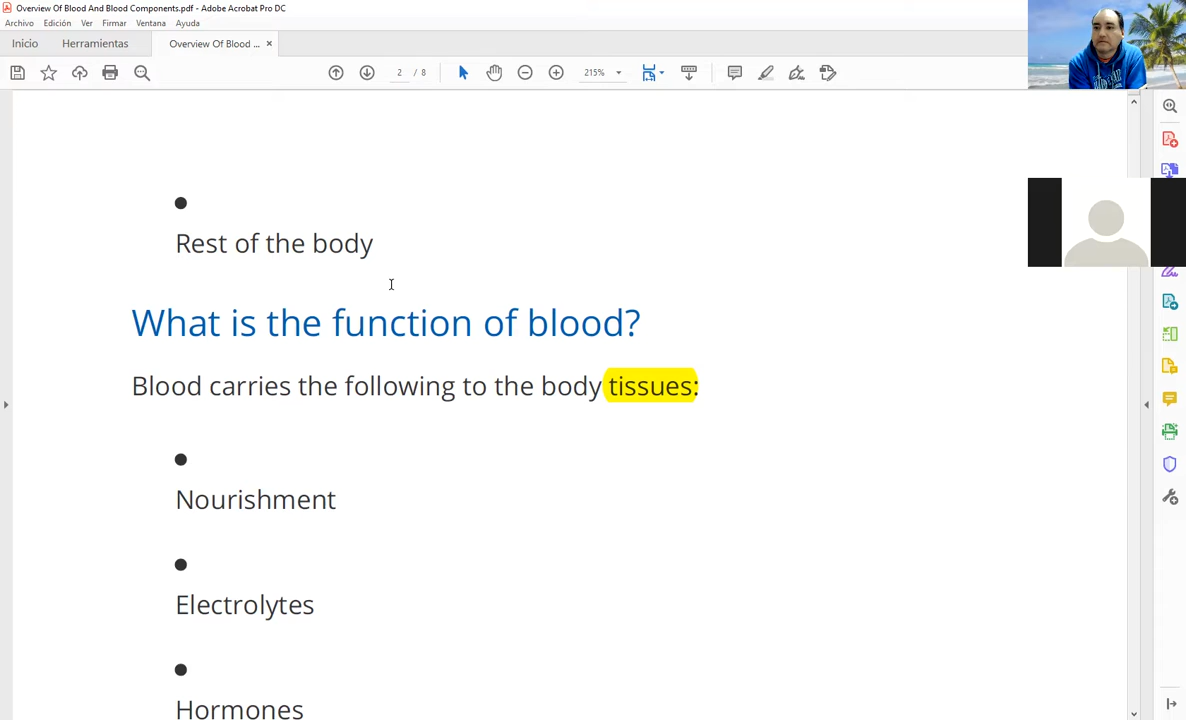 Overview Of Blood And Blood Components.pdf - Adobe Acrobat Pro DC
Archivo Edición Ver Firmar Ventana Ayuda
Inicio Herramientas Overview Of Blood ... ×
2 / 8 215%
Rest of the body
What is the function of blood?
Blood carries the following to the body tissues:
Nourishment
Electrolytes
Hormones